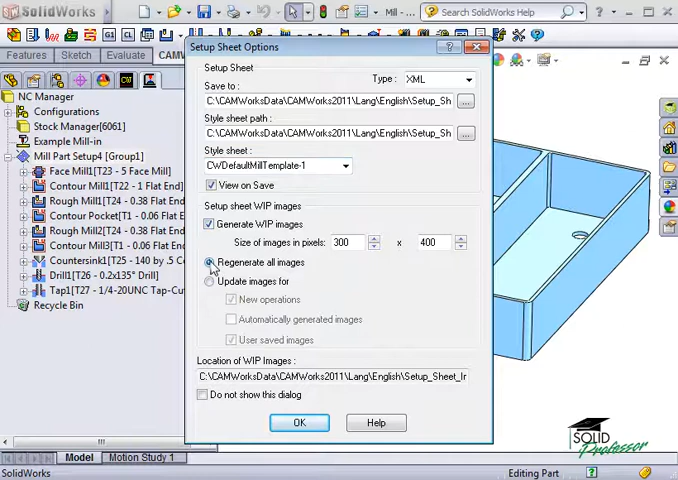 SolidWorks
Mill -
Search SolidWorks Help
G1
Features
Sketch
Evaluate
CAM
Setup Sheet Options
NC Manager
Configurations
Stock Manager[6061]
Example Mill-in
Mill Part Setup4 [Group1]
Face Mill1[T23 - 5 Face Mill]
Contour Mill1[T22 - 1 Flat End]
Rough Mill1[T24 - 0.38 Flat End]
Contour Pocket[T1 - 0.06 Flat End]
Rough Mill2[T24 - 0.38 Flat End]
Contour Mill2[T24 - 0.38 Flat End]
Countersink1[T25 - 140 by .5 Ce
Drill1[T26 - 0.2x135° Drill]
Tap1[T27 - 1/4-20UNC Tap-Cut
Recycle Bin
Setup Sheet
Type :
XML
Save to :
C:\CAMWorksData\CAMWorks2011\Lang\English\Setup_Sh
...
Style sheet path :
C:\CAMWorksData\CAMWorks2011\Lang\English\Setup_Sh
...
Style sheet :
CWDefaultMillTemplate-1
View on Save
Setup sheet WIP images
Generate WIP images
Size of images in pixels: 300 x 400
Regenerate all images
Update images for
New operations
Automatically generated images
User saved images
Location of WIP Images :
C:\CAMWorksData\CAMWorks2011\Lang\English\Setup_Sheet_Ir
Do not show this dialog
OK
Help
SOLID
Professor
Model
Motion Study 1
SolidWorks
Editing Part